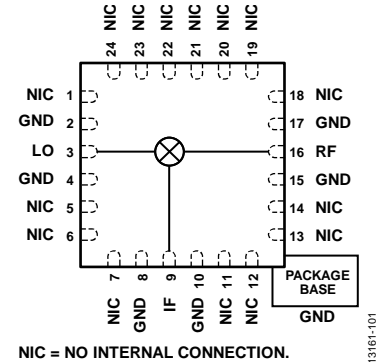 NIC NIC NIC NIC NIC NIC
24 23 22 21 20 19
NIC 1
GND 2
LO 3
GND 4
NIC 5
NIC 6
18 NIC
17 GND
16 RF
15 GND
14 NIC
13 NIC
7 8 9 10 11 12
NIC GND IF GND NIC NIC
PACKAGE
BASE
GND
NIC = NO INTERNAL CONNECTION.
13161-101